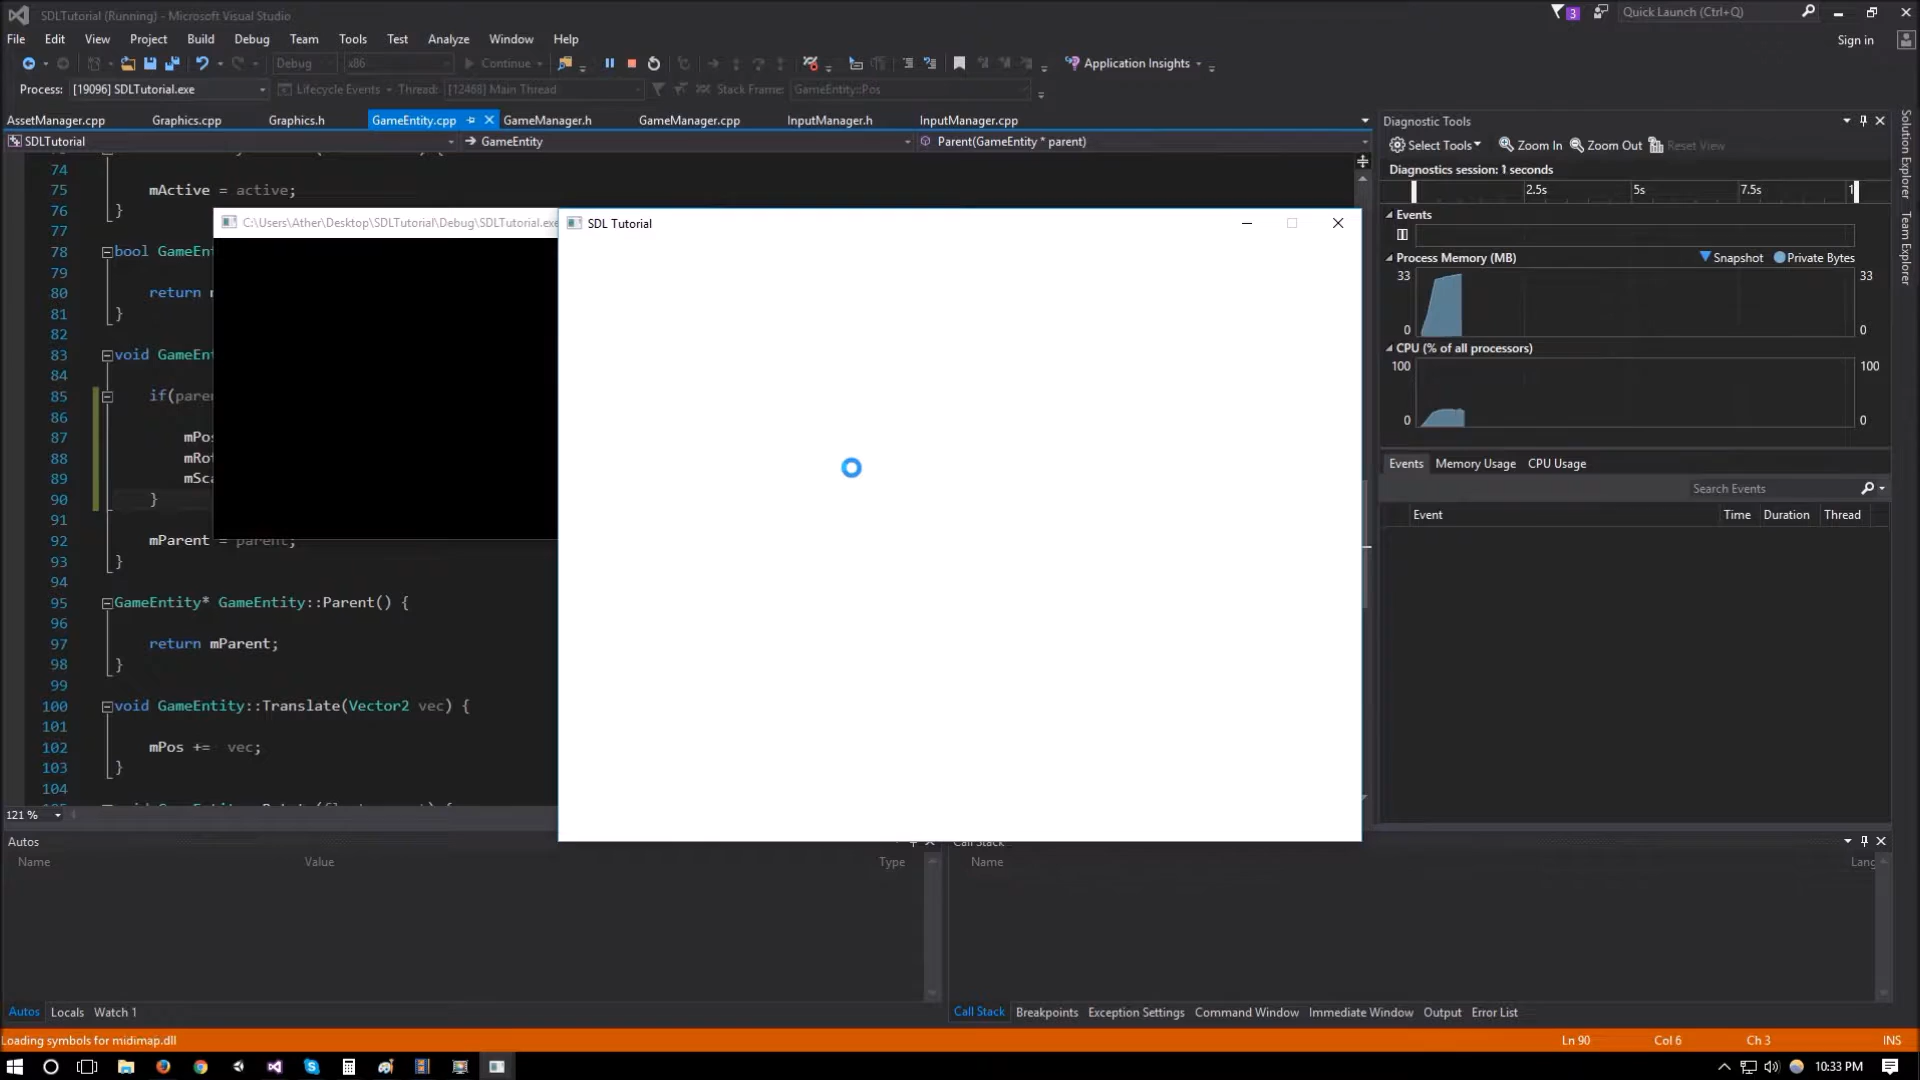 SDLTutorial (Running) - Microsoft Visual Studio
3
Quick Launch (Ctrl+Q)
File Edit View Project Build Debug Team Tools Test Analyze Window Help
Sign in
Debug x86 Continue Application Insights
Process: [19096] SDLTutorial.exe Lifecycle Events Thread: [12468] Main Thread Stack Frame: GameEntity::Pos
AssetManager.cpp Graphics.cpp Graphics.h GameEntity.cpp GameManager.h GameManager.cpp InputManager.h InputManager.cpp
SDLTutorial GameEntity Parent(GameEntity * parent)
74
75 mActive = active;
76 }
77
78 bool GameEnt
79
80 return
81 }
82
83 void GameEnt
84
85 if(pare
86
87 mPos
88 mRot
89 mSca
90 }
91
92 mParent = parent;
93 }
94
95 GameEntity* GameEntity::Parent() {
96
97 return mParent;
98 }
99
100 void GameEntity::Translate(Vector2 vec) {
101
102 mPos += vec;
103 }
104
121 %
C:\Users\Ather\Desktop\SDLTutorial\Debug\SDLTutorial.exe
SDL Tutorial
Diagnostic Tools
Select Tools Zoom In Zoom Out Reset View
Diagnostics session: 1 seconds
2.5s 5s 7.5s 1
Events
Process Memory (MB) Snapshot Private Bytes
33 33
0 0
CPU (% of all processors)
100 100
0 0
Events Memory Usage CPU Usage
Search Events
Event Time Duration Thread
Solution Explorer
Team Explorer
Autos
Name Value Type
Call Stack
Name Lang
Autos Locals Watch 1
Call Stack Breakpoints Exception Settings Command Window Immediate Window Output Error List
Loading symbols for midimap.dll Ln 90 Col 6 Ch 3 INS
10:33 PM